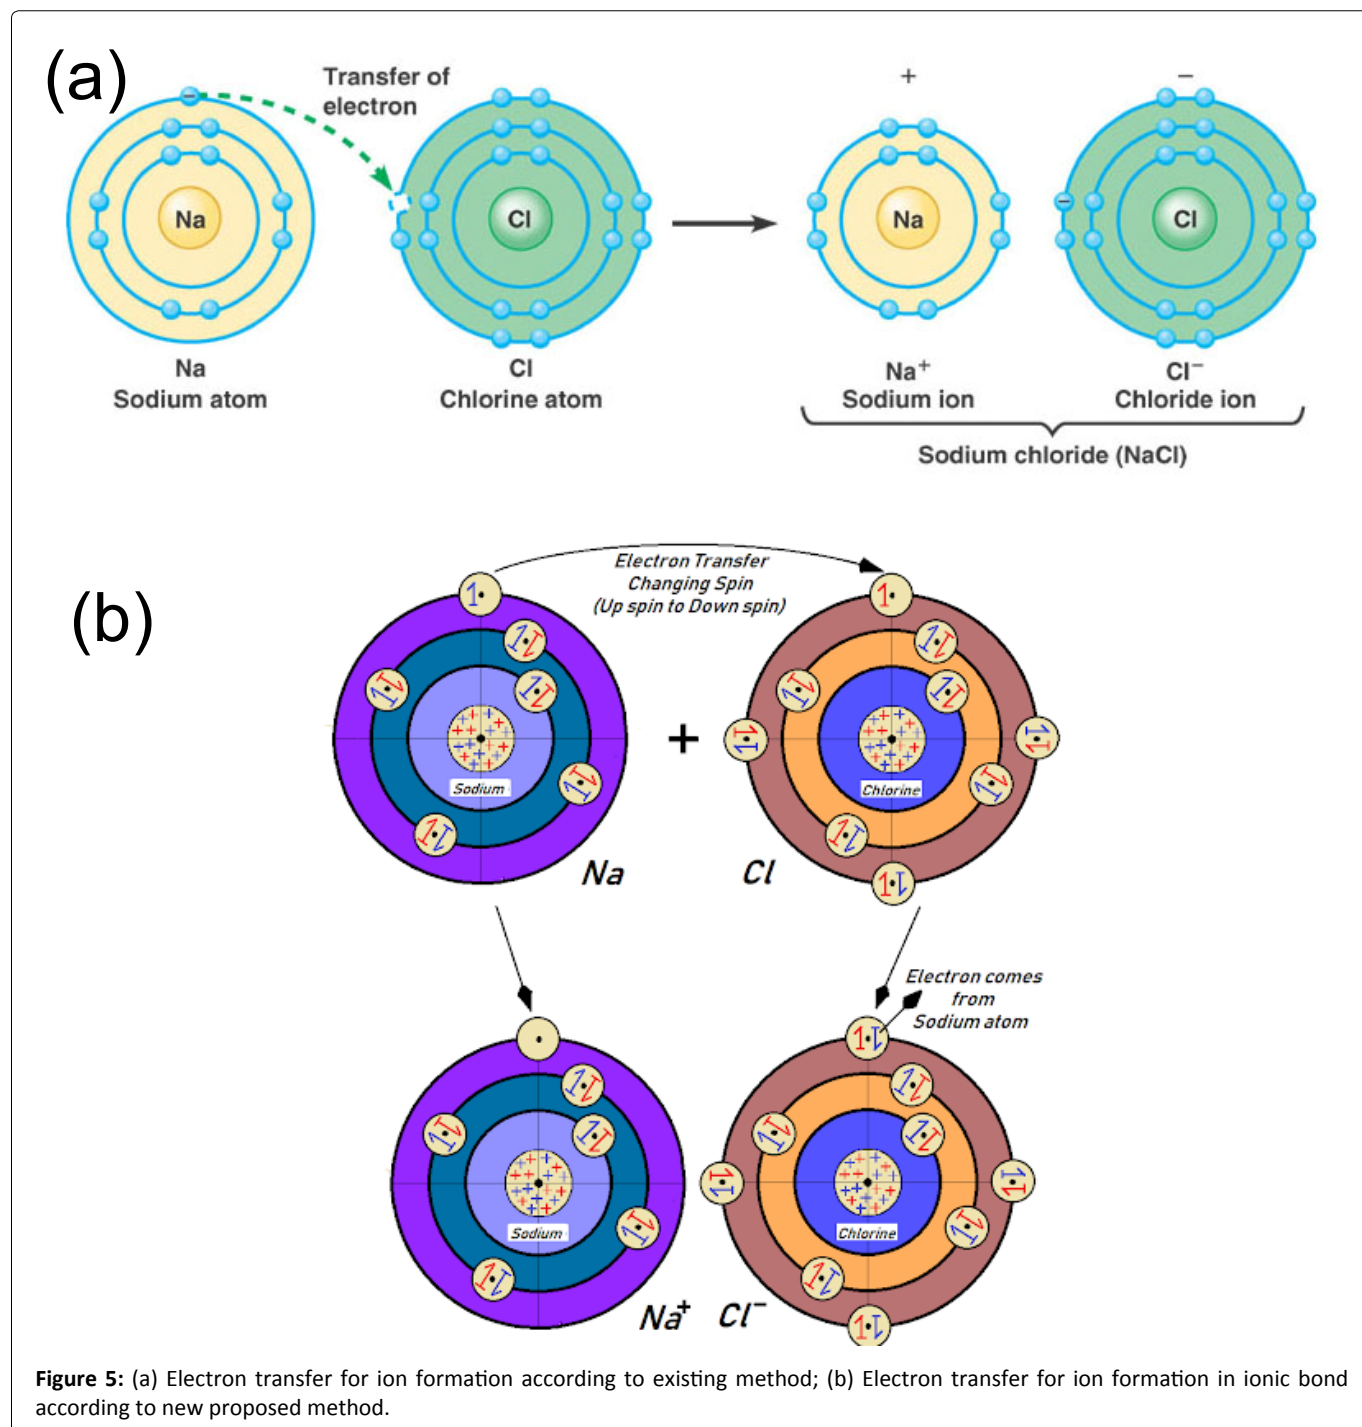 (a)
Transfer of
electron
−
+
−
−
Na
Cl
Na
Cl
Na
Sodium atom
Cl
Chlorine atom
Na⁺
Sodium ion
Cl⁻
Chloride ion
Sodium chloride (NaCl)
(b)
Electron Transfer
Changing Spin
(Up spin to Down spin)
+
Sodium
Chlorine
Na
Cl
Electron comes
from
Sodium atom
Sodium
Chlorine
Na⁺
Cl⁻
Figure 5: (a) Electron transfer for ion formation according to existing method; (b) Electron transfer for ion formation in ionic bond
according to new proposed method.